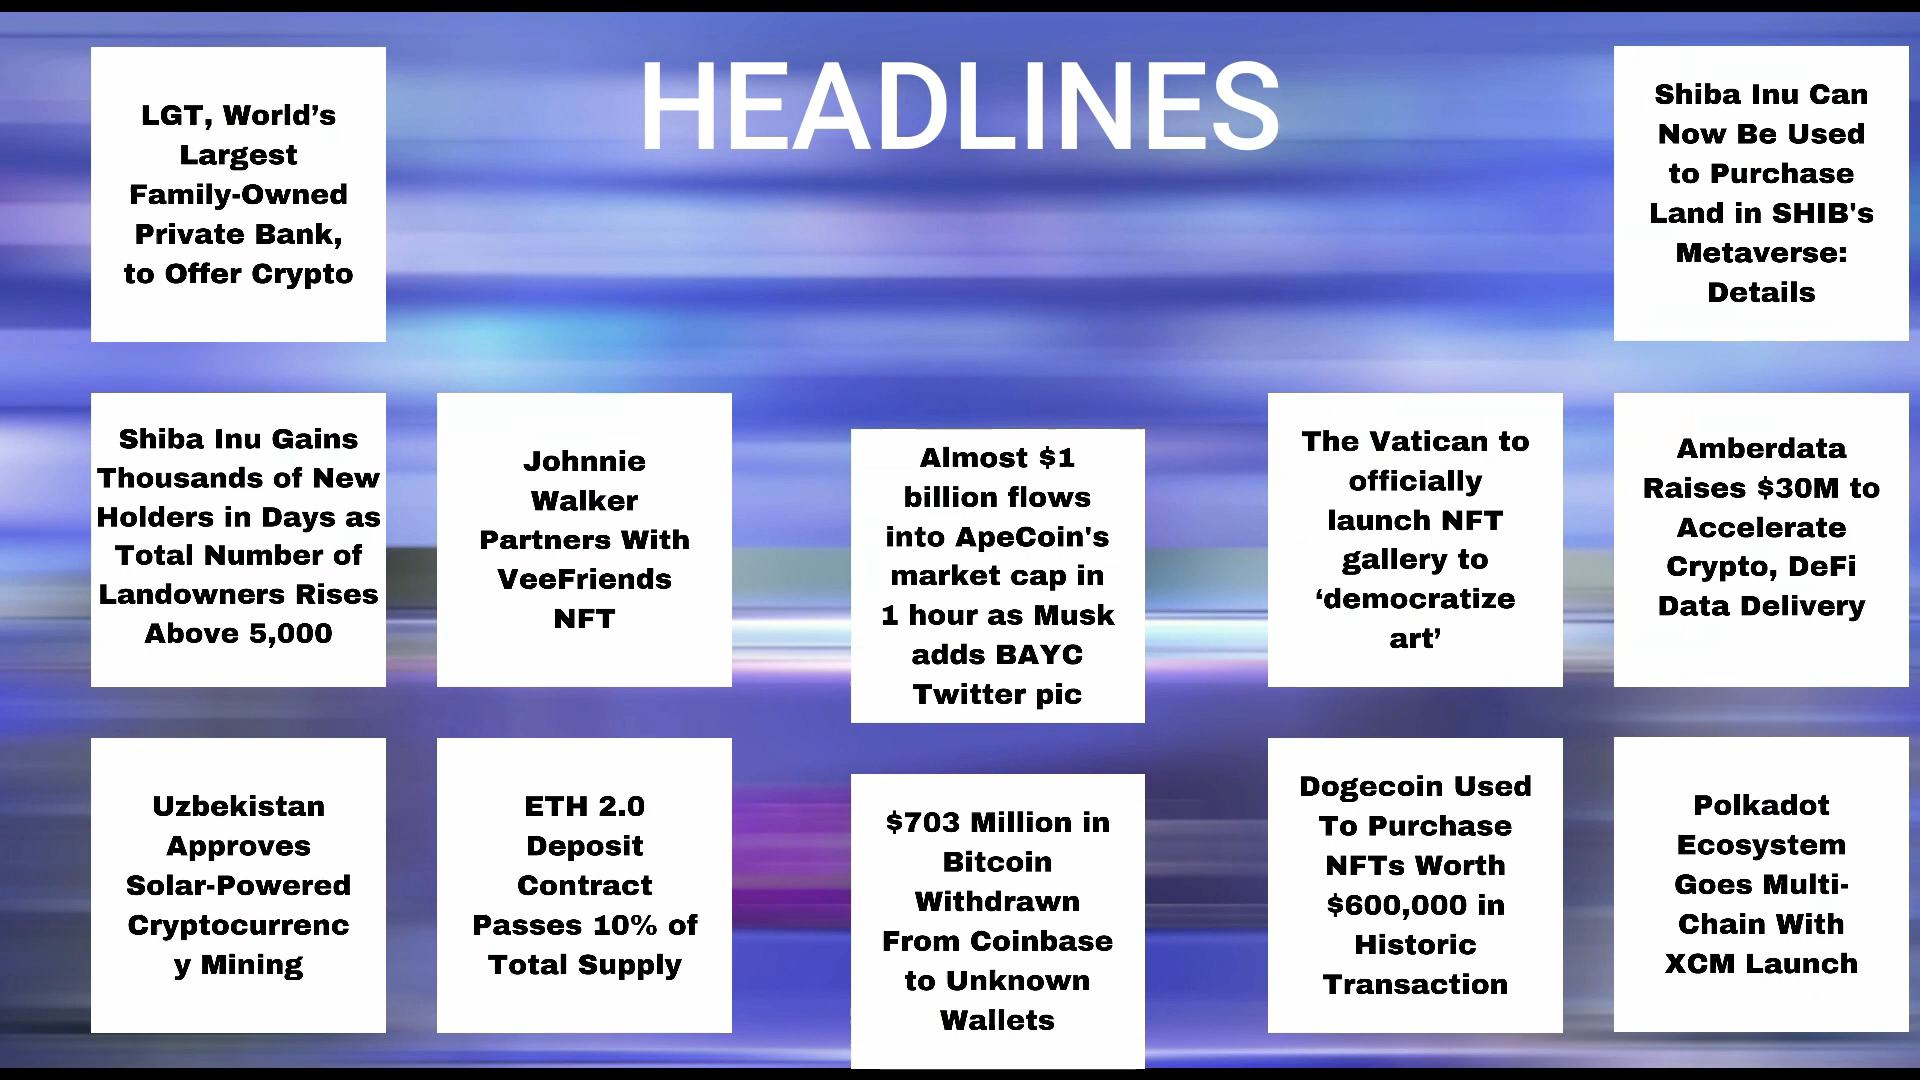 HEADLINES
LGT, World’s
Largest
Family-Owned
Private Bank,
to Offer Crypto
Shiba Inu Can
Now Be Used
to Purchase
Land in SHIB's
Metaverse:
Details
Shiba Inu Gains
Thousands of New
Holders in Days as
Total Number of
Landowners Rises
Above 5,000
Johnnie
Walker
Partners With
VeeFriends
NFT
Almost $1
billion flows
into ApeCoin's
market cap in
1 hour as Musk
adds BAYC
Twitter pic
The Vatican to
officially
launch NFT
gallery to
‘democratize
art’
Amberdata
Raises $30M to
Accelerate
Crypto, DeFi
Data Delivery
Uzbekistan
Approves
Solar-Powered
Cryptocurrenc
y Mining
ETH 2.0
Deposit
Contract
Passes 10% of
Total Supply
$703 Million in
Bitcoin
Withdrawn
From Coinbase
to Unknown
Wallets
Dogecoin Used
To Purchase
NFTs Worth
$600,000 in
Historic
Transaction
Polkadot
Ecosystem
Goes Multi-
Chain With
XCM Launch